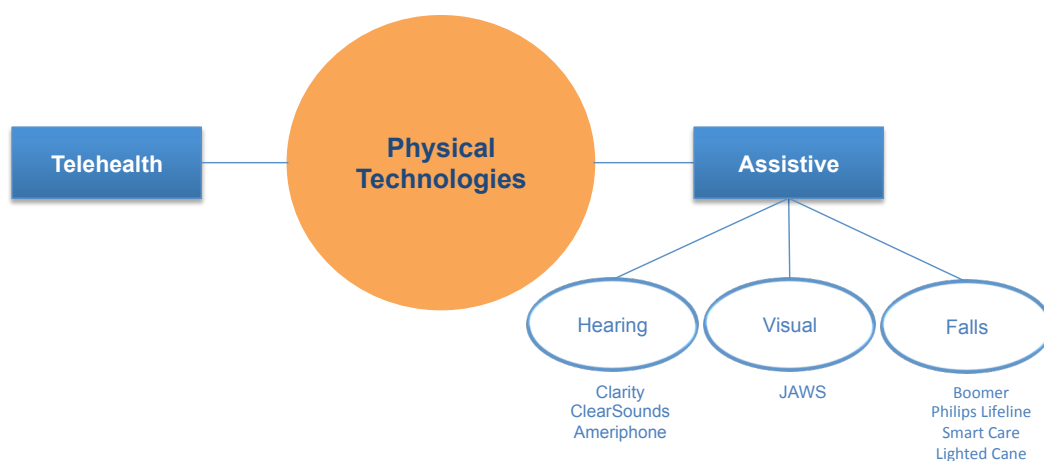 Telehealth
Physical
Technologies
Assistive
Hearing
Visual
Falls
Clarity
ClearSounds
Ameriphone
JAWS
Boomer
Philips Lifeline
Smart Care
Lighted Cane